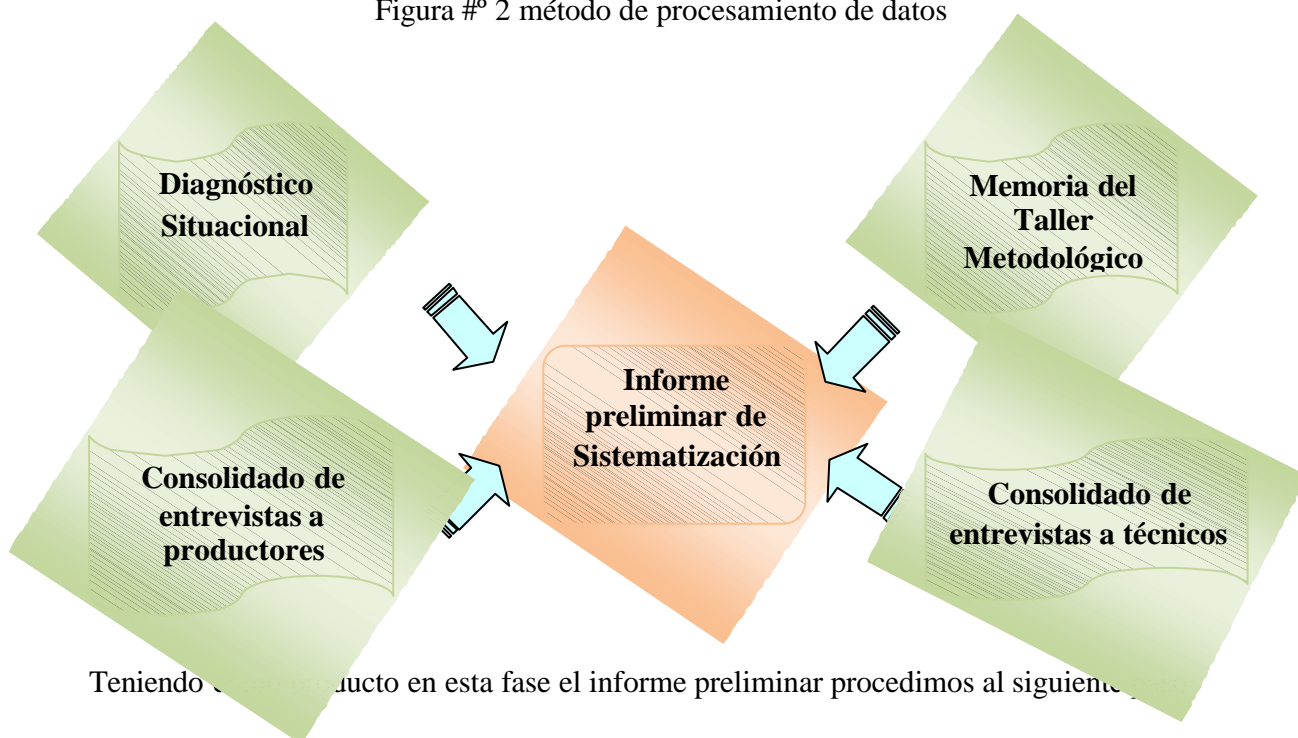 Figura #º 2 método de procesamiento de datos
Diagnóstico
Situacional
Memoria del
Taller
Metodológico
Informe
preliminar de
Sistematización
Consolidado de
entrevistas a
productores
Consolidado de
entrevistas a técnicos
Teniendo en esta fase el informe preliminar procedimos al siguiente